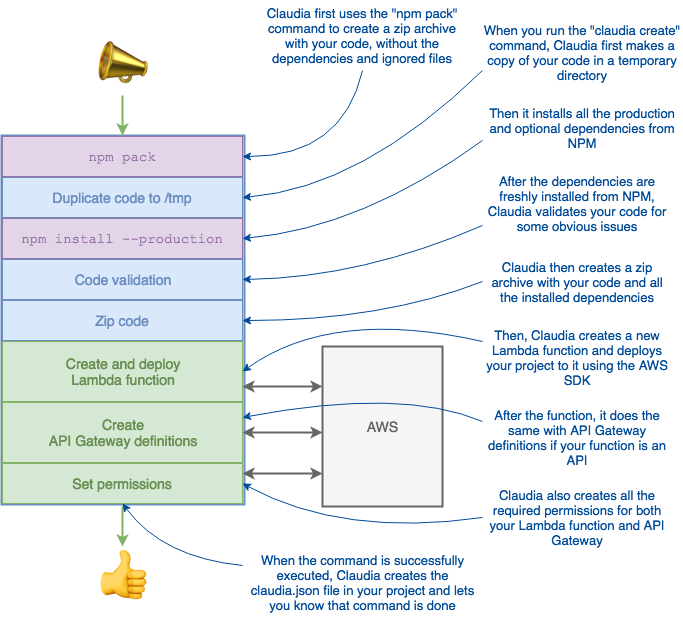 Claudia first uses the "npm pack"
command to create a zip archive
with your code, without the
dependencies and ignored files
When you run the "claudia create"
command, Claudia first makes a
copy of your code in a temporary
directory
Then it installs all the production
and optional dependencies from
NPM
After the dependencies are
freshly installed from NPM,
Claudia validates your code for
some obvious issues
Claudia then creates a zip
archive with your code and all
the installed dependencies
Then, Claudia creates a new
Lambda function and deploys
your project to it using the AWS
SDK
After the function, it does the
same with API Gateway
definitions if your function is an
API
Claudia also creates all the
required permissions for both
your Lambda function and API
Gateway
npm pack
Duplicate code to /tmp
npm install --production
Code validation
Zip code
Create and deploy
Lambda function
Create
API Gateway definitions
Set permissions
AWS
When the command is successfully
executed, Claudia creates the
claudia.json file in your project and lets
you know that command is done